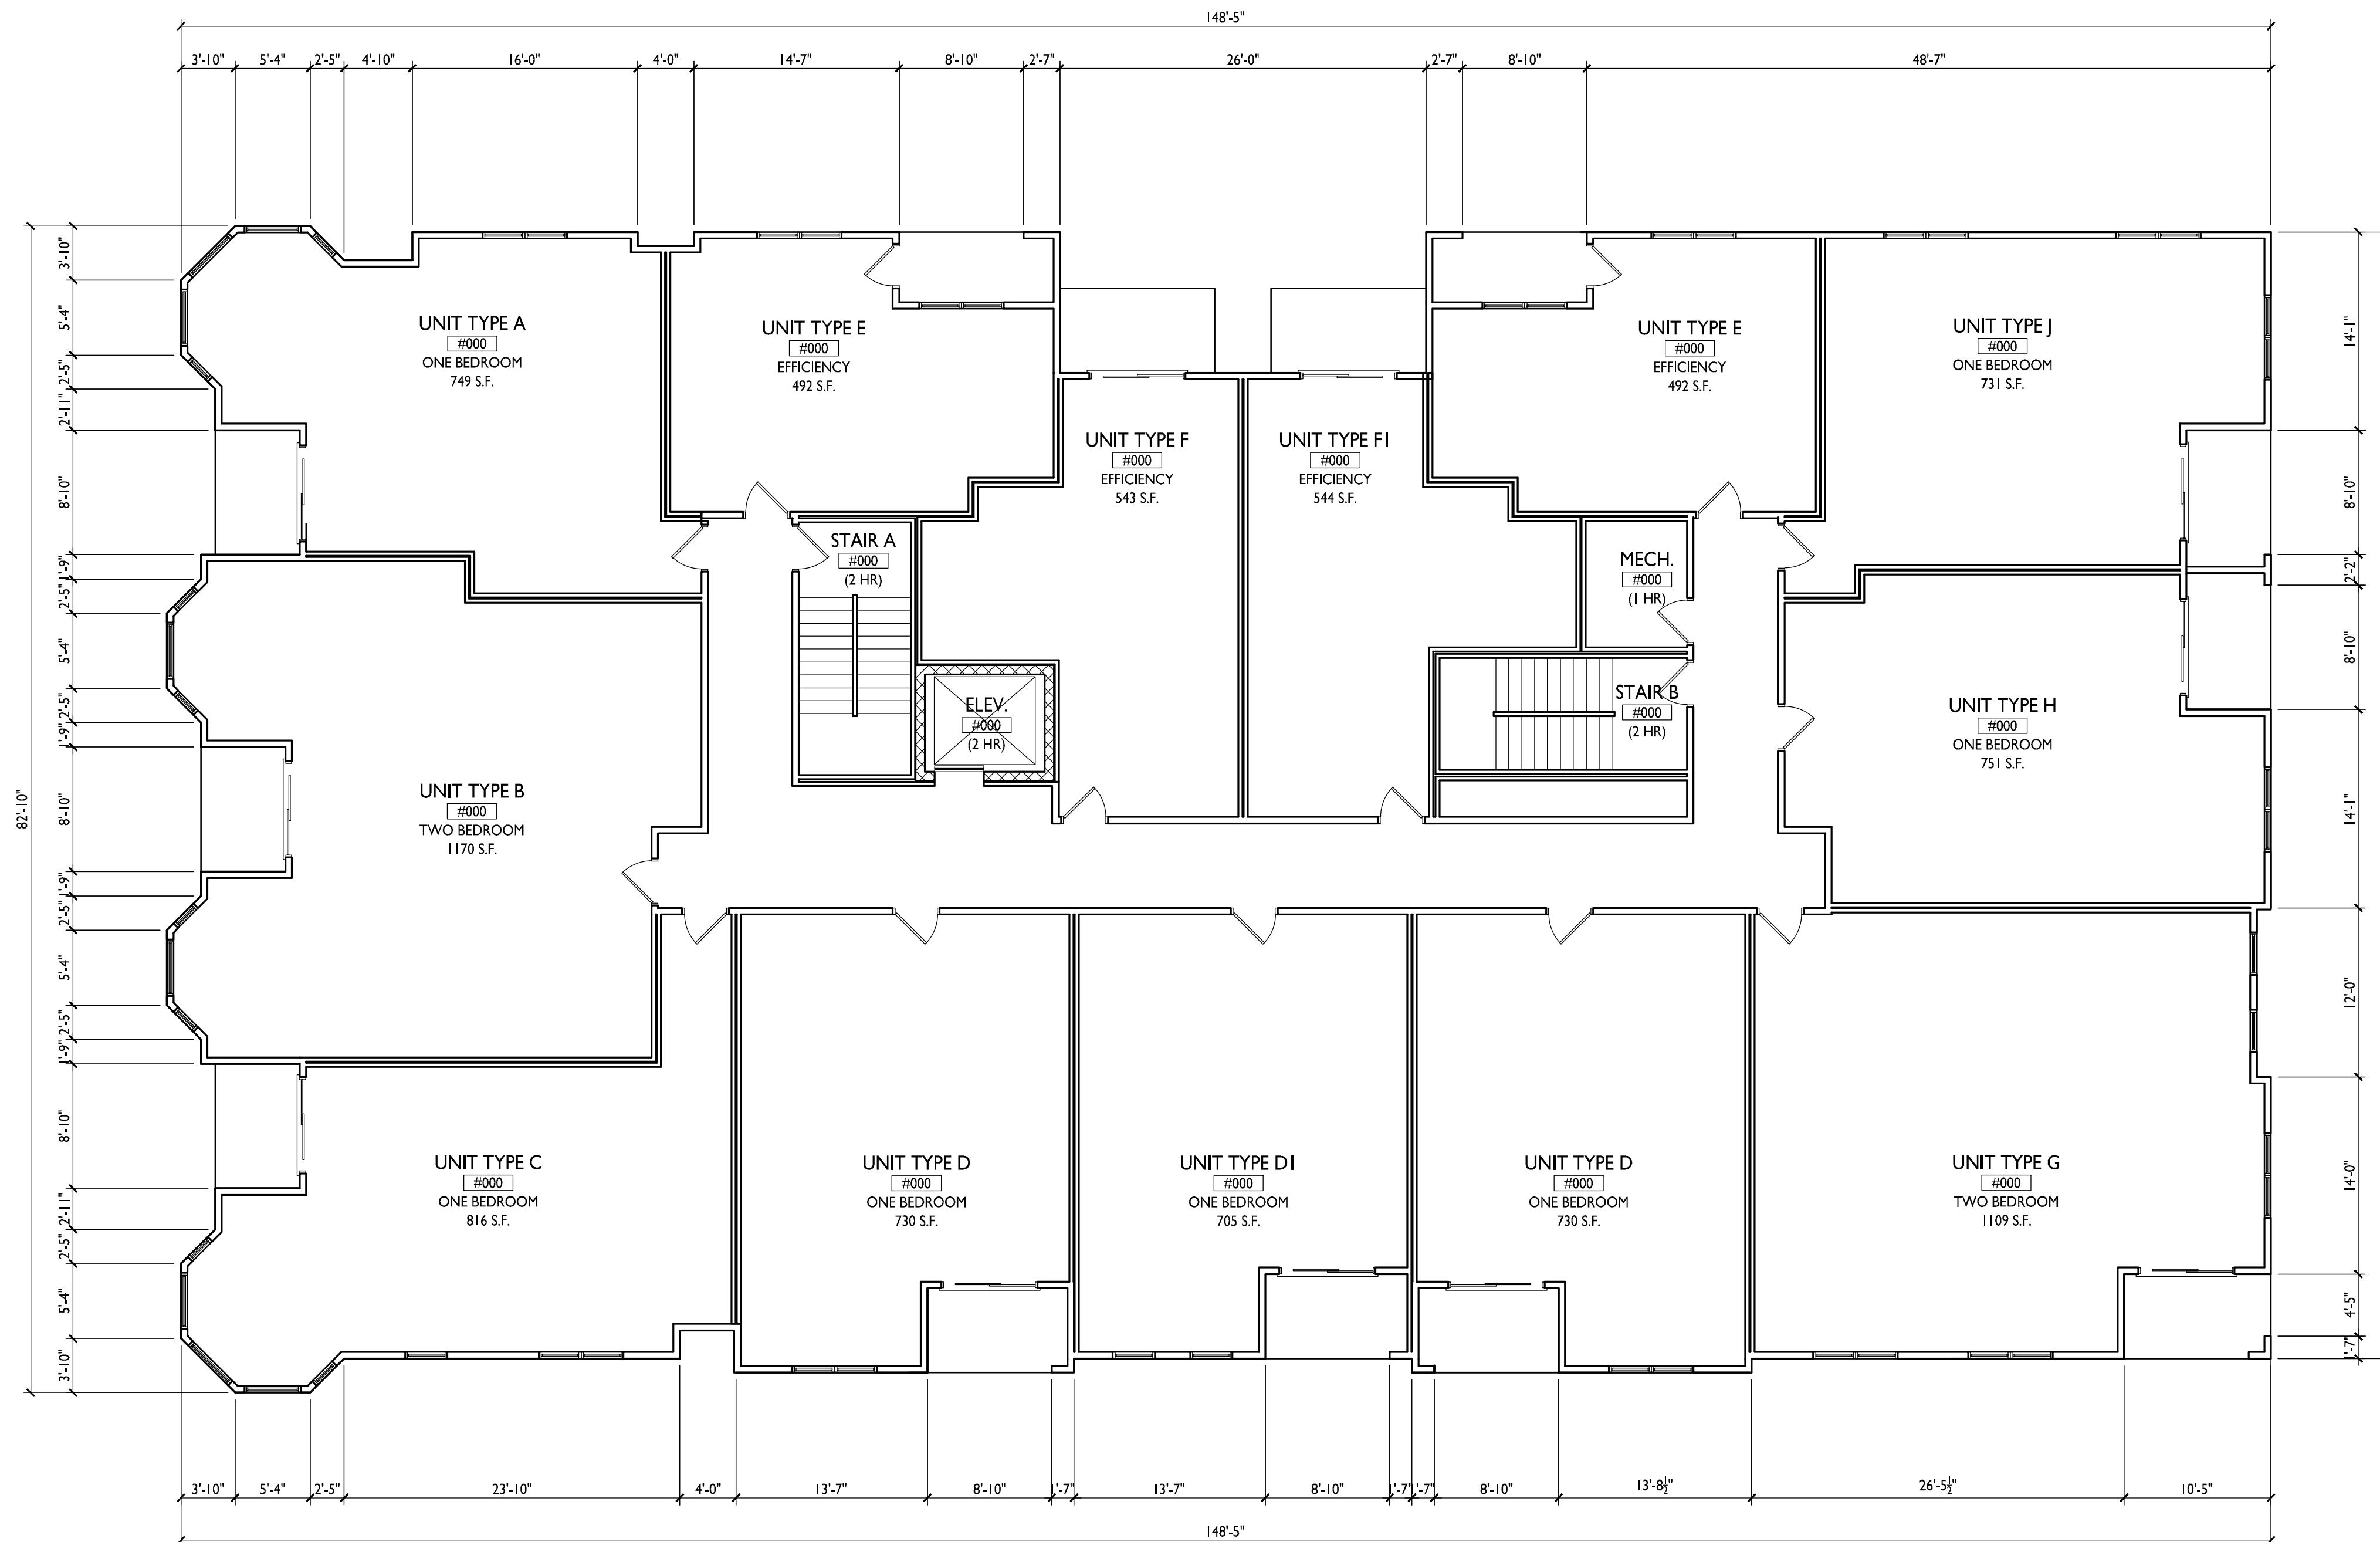 148'-5"
3'-10" 5'-4" 2'-5" 4'-10" 16'-0" 4'-0" 14'-7" 8'-10" 2'-7" 26'-0" 2'-7" 8'-10" 48'-7"
82'-10"
3'-10"
5'-4"
2'-5"
2'-11"
8'-10"
1'-9"
2'-5"
5'-4"
2'-5"
1'-9"
8'-10"
1'-9"
2'-5"
5'-4"
2'-5"
1'-9"
8'-10"
2'-11"
2'-5"
5'-4"
3'-10"
UNIT TYPE A
#000
ONE BEDROOM
749 S.F.
UNIT TYPE E
#000
EFFICIENCY
492 S.F.
UNIT TYPE F
#000
EFFICIENCY
543 S.F.
UNIT TYPE F1
#000
EFFICIENCY
544 S.F.
UNIT TYPE E
#000
EFFICIENCY
492 S.F.
UNIT TYPE J
#000
ONE BEDROOM
731 S.F.
STAIR A
#000
(2 HR)
ELEV.
#000
(2 HR)
MECH.
#000
(1 HR)
STAIR B
#000
(2 HR)
UNIT TYPE H
#000
ONE BEDROOM
751 S.F.
UNIT TYPE B
#000
TWO BEDROOM
1170 S.F.
UNIT TYPE C
#000
ONE BEDROOM
816 S.F.
UNIT TYPE D
#000
ONE BEDROOM
730 S.F.
UNIT TYPE D1
#000
ONE BEDROOM
705 S.F.
UNIT TYPE D
#000
ONE BEDROOM
730 S.F.
UNIT TYPE G
#000
TWO BEDROOM
1109 S.F.
14'-1"
8'-10"
2'-2"
8'-10"
14'-1"
12'-0"
14'-0"
4'-5"
1'-7"
3'-10" 5'-4" 2'-5" 23'-10" 4'-0" 13'-7" 8'-10" 1'-7" 13'-7" 8'-10" 1'-7" 1'-7" 8'-10" 13'-8½" 26'-5½" 10'-5"
148'-5"